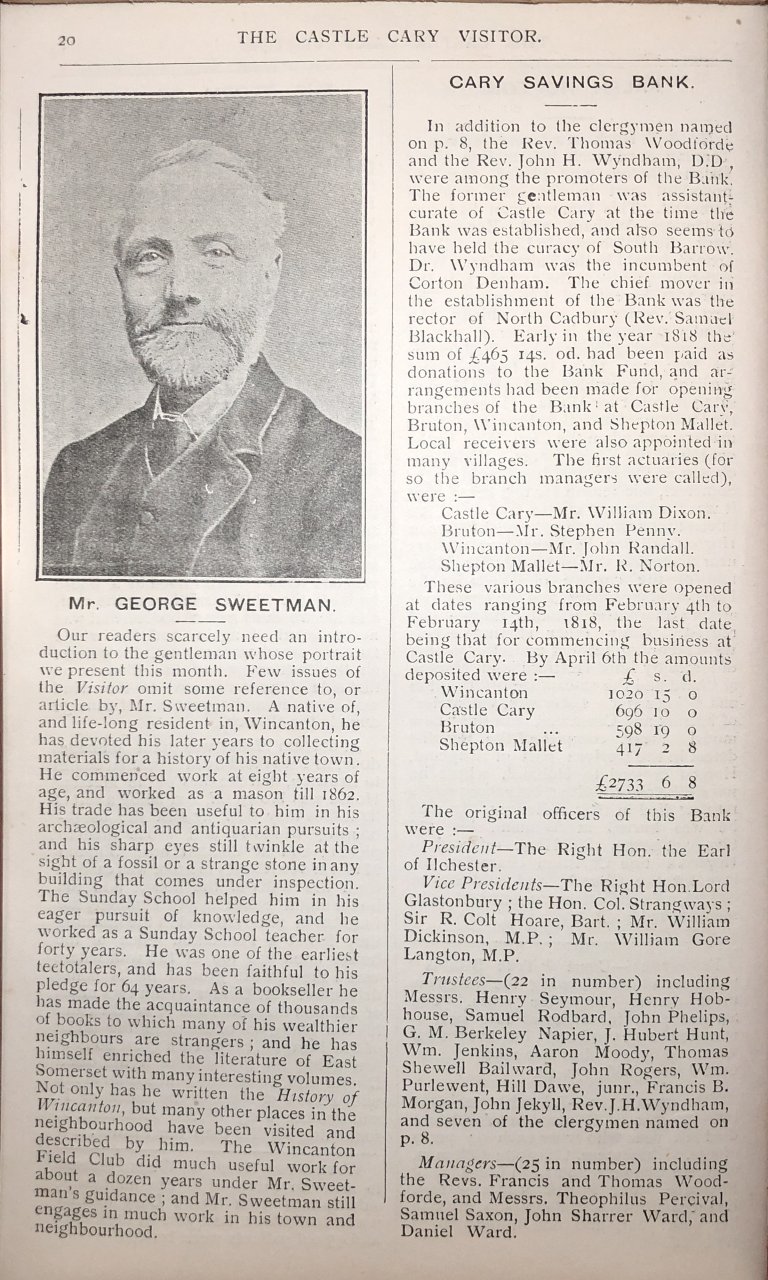 20
THE CASTLE CARY VISITOR.
Mr. GEORGE SWEETMAN.
Our readers scarcely need an intro-
duction to the gentleman whose portrait
we present this month. Few issues of
the Visitor omit some reference to, or
article by, Mr. Sweetman. A native of,
and life-long resident in, Wincanton, he
has devoted his later years to collecting
materials for a history of his native town.
He commenced work at eight years of
age, and worked as a mason till 1862.
His trade has been useful to him in his
archæological and antiquarian pursuits ;
and his sharp eyes still twinkle at the
sight of a fossil or a strange stone in any
building that comes under inspection.
The Sunday School helped him in his
eager pursuit of knowledge, and he
worked as a Sunday School teacher for
forty years. He was one of the earliest
teetotalers, and has been faithful to his
pledge for 64 years. As a bookseller he
has made the acquaintance of thousands
of books to which many of his wealthier
neighbours are strangers ; and he has
himself enriched the literature of East
Somerset with many interesting volumes.
Not only has he written the History of
Wincanton, but many other places in the
neighbourhood have been visited and
described by him. The Wincanton
Field Club did much useful work for
about a dozen years under Mr. Sweet-
man's guidance ; and Mr. Sweetman still
engages in much work in his town and
neighbourhood.
CARY SAVINGS BANK.
In addition to the clergymen named
on p. 8, the Rev. Thomas Woodforde
and the Rev. John H. Wyndham, D.D ,
were among the promoters of the Bank.
The former gentleman was assistant-
curate of Castle Cary at the time the
Bank was established, and also seems to
have held the curacy of South Barrow.
Dr. Wyndham was the incumbent of
Corton Denham. The chief mover in
the establishment of the Bank was the
rector of North Cadbury (Rev. Samuel
Blackhall). Early in the year 1818 the
sum of £465 14s. od. had been paid as
donations to the Bank Fund, and ar-
rangements had been made for opening
branches of the Bank at Castle Cary,
Bruton, Wincanton, and Shepton Mallet.
Local receivers were also appointed in
many villages. The first actuaries (for
so the branch managers were called),
were :—
Castle Cary—Mr. William Dixon.
Bruton—Mr. Stephen Penny.
Wincanton—Mr. John Randall.
Shepton Mallet—Mr. R. Norton.
These various branches were opened
at dates ranging from February 4th to
February 14th, 1818, the last date
being that for commencing business at
Castle Cary. By April 6th the amounts
deposited were :— £ s. d.
Wincanton 1020 15 0
Castle Cary 696 10 0
Bruton ... 598 19 0
Shepton Mallet 417 2 8
£2733 6 8
The original officers of this Bank
were :—
President—The Right Hon. the Earl
of Ilchester.
Vice Presidents—The Right Hon. Lord
Glastonbury ; the Hon. Col. Strangways ;
Sir R. Colt Hoare, Bart. ; Mr. William
Dickinson, M.P. ; Mr. William Gore
Langton, M.P.
Trustees—(22 in number) including
Messrs. Henry Seymour, Henry Hob-
house, Samuel Rodbard, John Phelips,
G. M. Berkeley Napier, J. Hubert Hunt,
Wm. Jenkins, Aaron Moody, Thomas
Shewell Bailward, John Rogers, Wm.
Purlewent, Hill Dawe, junr., Francis B.
Morgan, John Jekyll, Rev. J.H.Wyndham,
and seven of the clergymen named on
p. 8.
Managers—(25 in number) including
the Revs. Francis and Thomas Wood-
forde, and Messrs. Theophilus Percival,
Samuel Saxon, John Sharrer Ward, and
Daniel Ward.